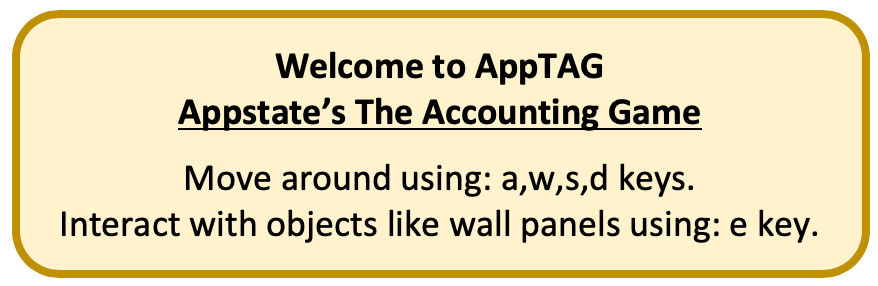 Welcome to AppTAG
Appstate’s The Accounting Game
Move around using: a,w,s,d keys.
Interact with objects like wall panels using: e key.